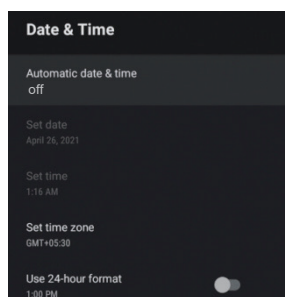 Date & Time
Automatic date & time
off
Set date
April 26, 2021
Set time
1:16 AM
Set time zone
GMT+05:30
Use 24-hour format
1:00 PM